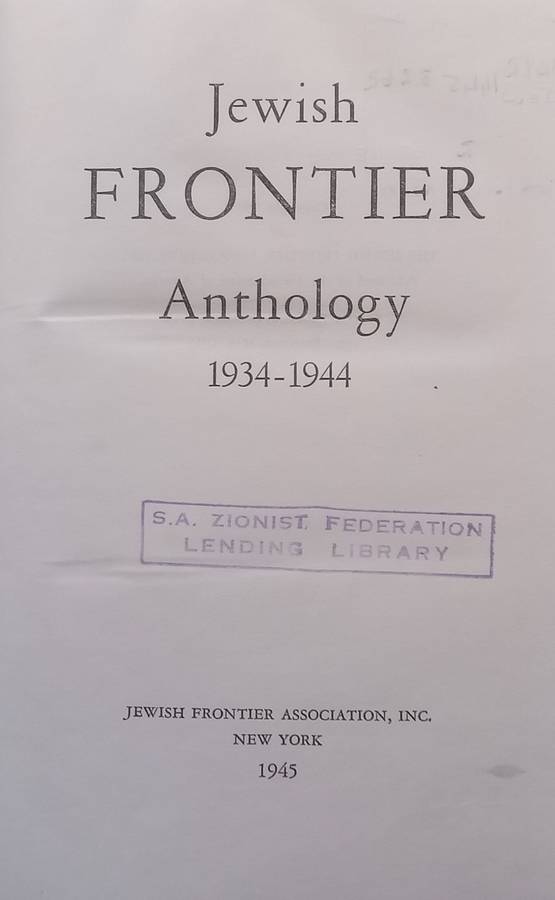 Jewish
FRONTIER
Anthology
1934-1944
S.A. ZIONIST FEDERATION
LENDING LIBRARY
JEWISH FRONTIER ASSOCIATION, INC.
NEW YORK
1945